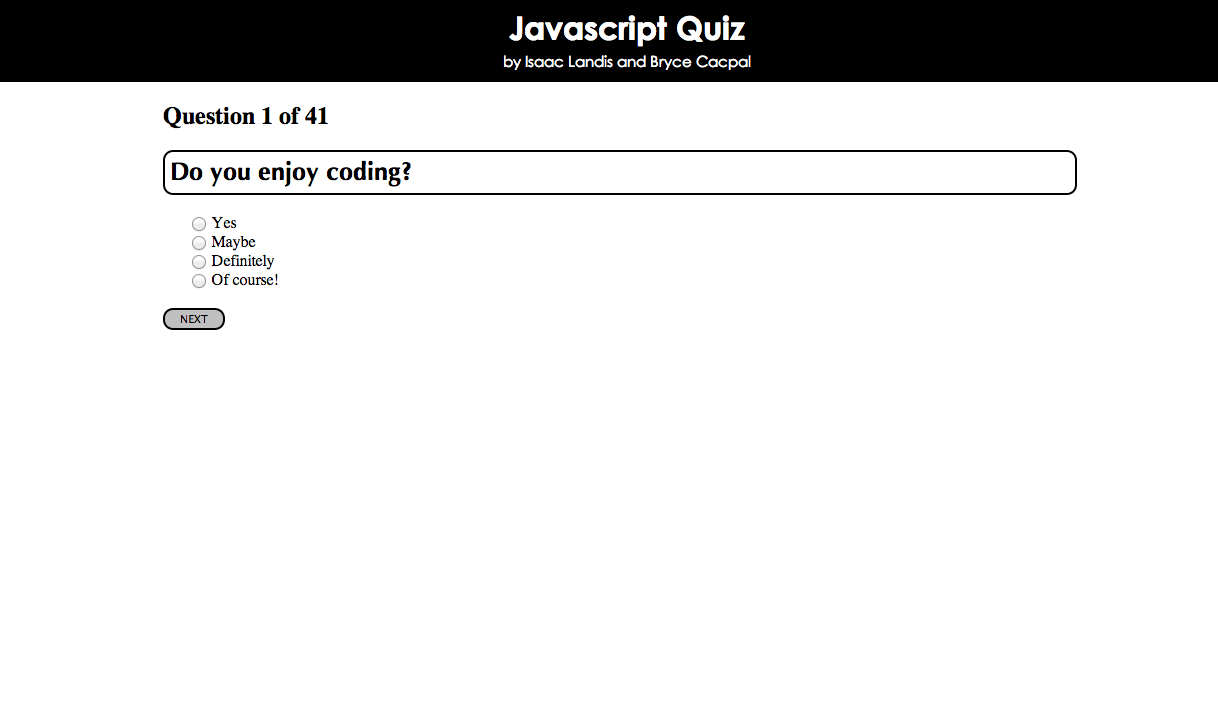 Javascript Quiz
by Isaac Landis and Bryce Cacpal
Question 1 of 41
Do you enjoy coding?
Yes
Maybe
Definitely
Of course!
NEXT